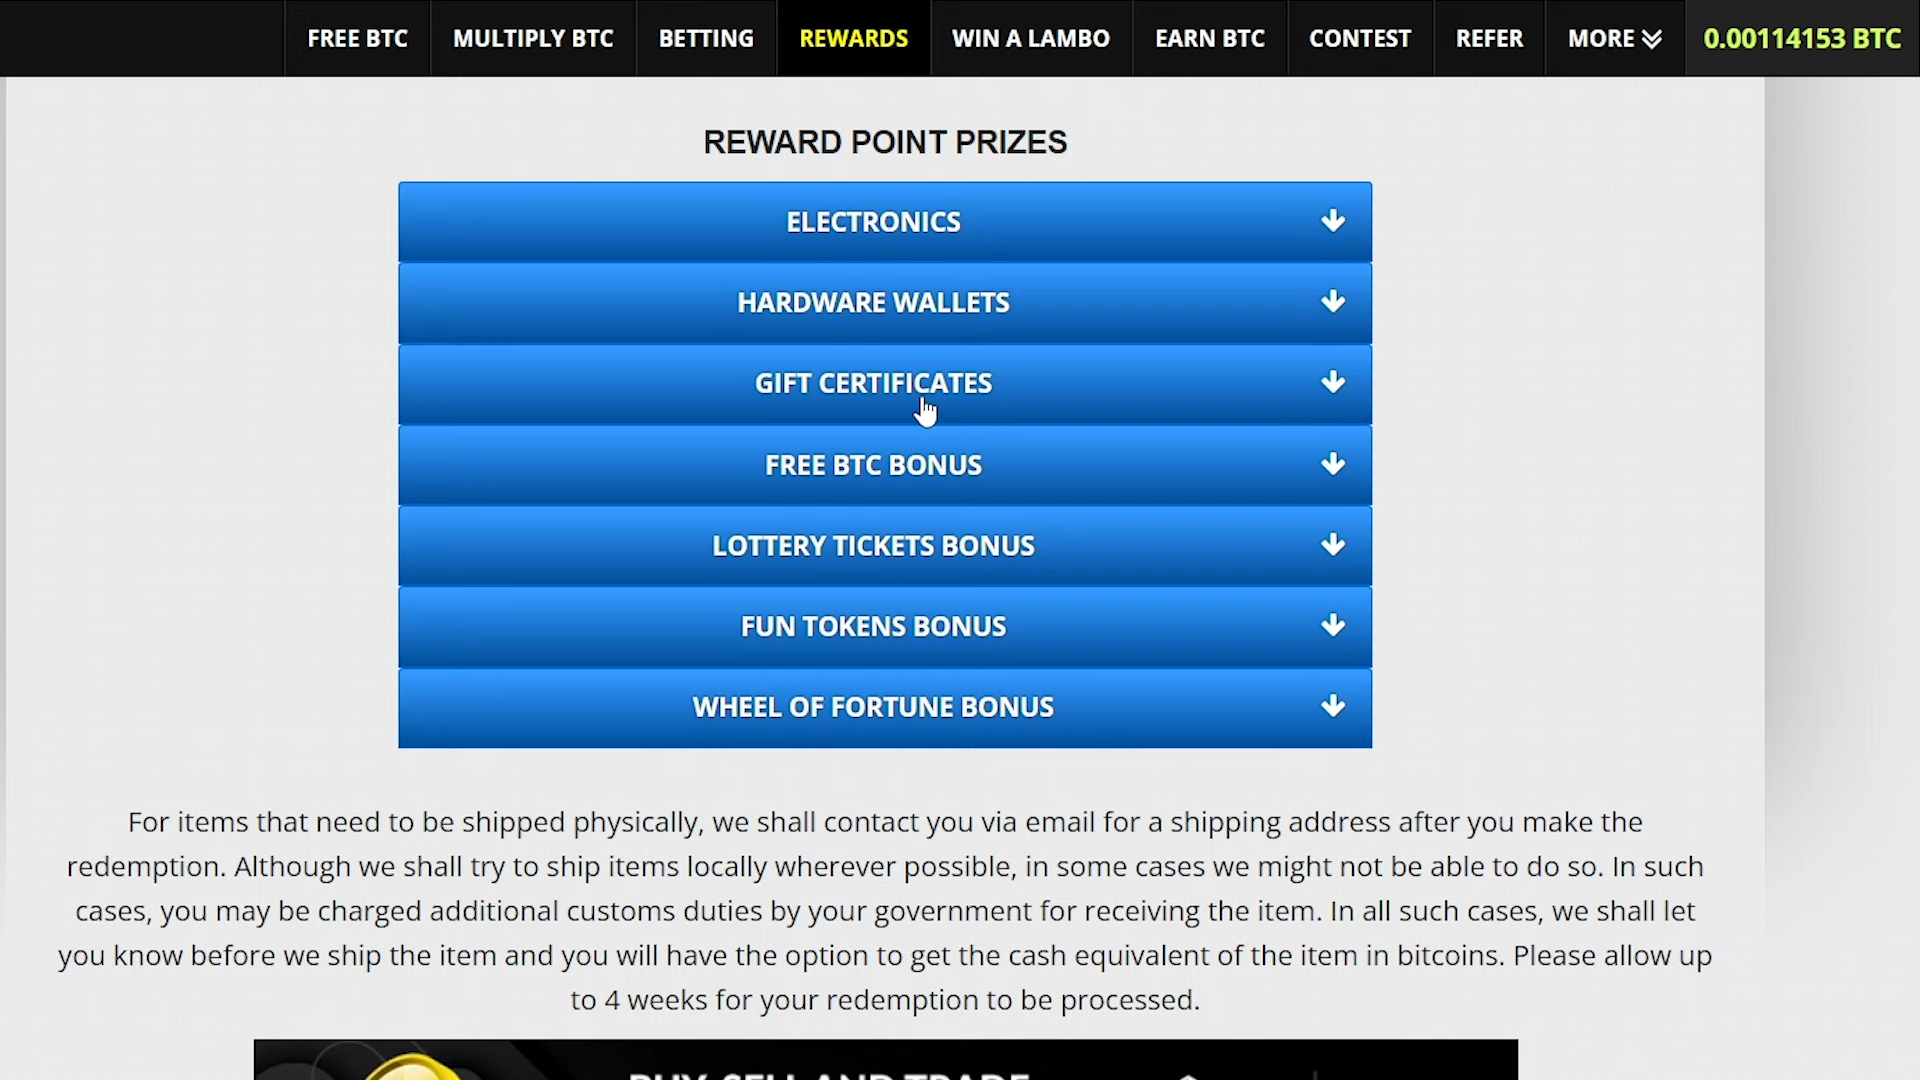 FREE BTC MULTIPLY BTC BETTING REWARDS WIN A LAMBO EARN BTC CONTEST REFER MORE 0.00114153 BTC
REWARD POINT PRIZES
ELECTRONICS
HARDWARE WALLETS
GIFT CERTIFICATES
FREE BTC BONUS
LOTTERY TICKETS BONUS
FUN TOKENS BONUS
WHEEL OF FORTUNE BONUS
For items that need to be shipped physically, we shall contact you via email for a shipping address after you make the
redemption. Although we shall try to ship items locally wherever possible, in some cases we might not be able to do so. In such
cases, you may be charged additional customs duties by your government for receiving the item. In all such cases, we shall let
you know before we ship the item and you will have the option to get the cash equivalent of the item in bitcoins. Please allow up
to 4 weeks for your redemption to be processed.
BUY, SELL AND TRADE